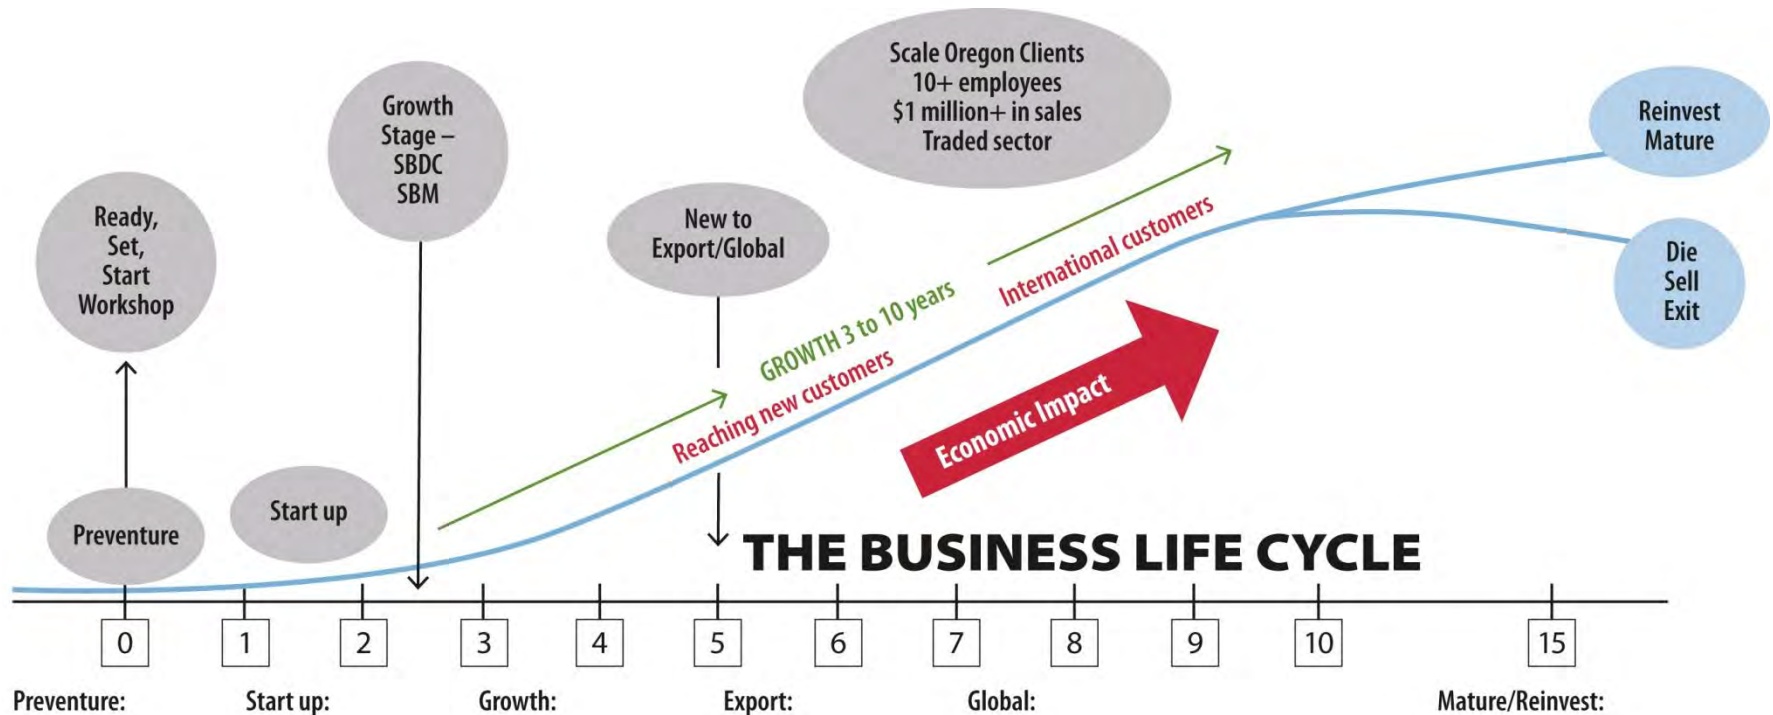 Scale Oregon Clients
10+ employees
$1 million+ in sales
Traded sector
Growth
Stage –
SBDC
SBM
Reinvest
Mature
Ready,
Set,
Start
Workshop
New to
Export/Global
Die
Sell
Exit
International customers
GROWTH 3 to 10 years
Reaching new customers
Economic Impact
Preventure
Start up
THE BUSINESS LIFE CYCLE
0 1 2 3 4 5 6 7 8 9 10 15
Preventure: Start up: Growth: Export: Global: Mature/Reinvest: